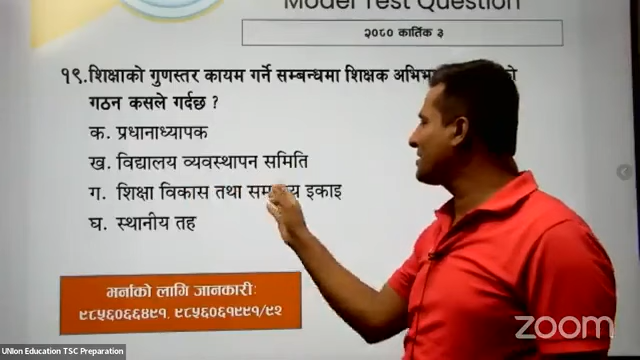 Model Test Question
२०८० कार्तिक ३
१९. शिक्षाको गुणस्तर कायम गर्ने सम्बन्धमा शिक्षक
गठन कसले गर्दछ ?
क. प्रधानाध्यापक
ख. विद्यालय व्यवस्थापन समिति
ग. शिक्षा विकास तथा इकाइ
घ. स्थानीय तह
भर्नाको लागि जानकारीः
९८५६०६६४९१, ९८५६०६१९९१/९२
zoom
UNIon Education TSC Preparation